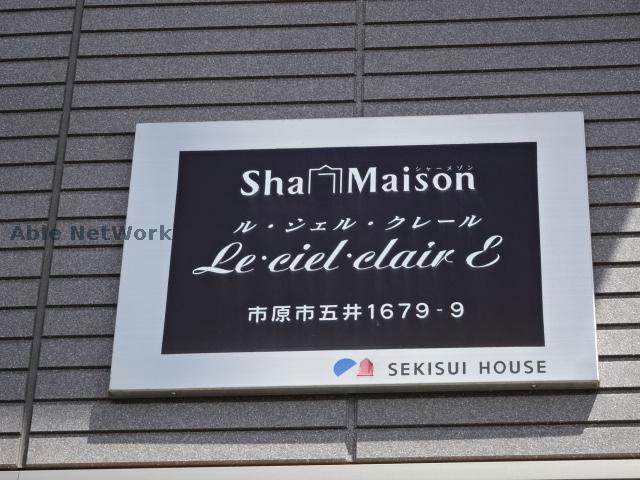 Sha Maison
シャーメゾン
ル・シェル・クレール
Le・ciel・clair E
市原市五井1679-9
SEKISUI HOUSE
Able NetWork